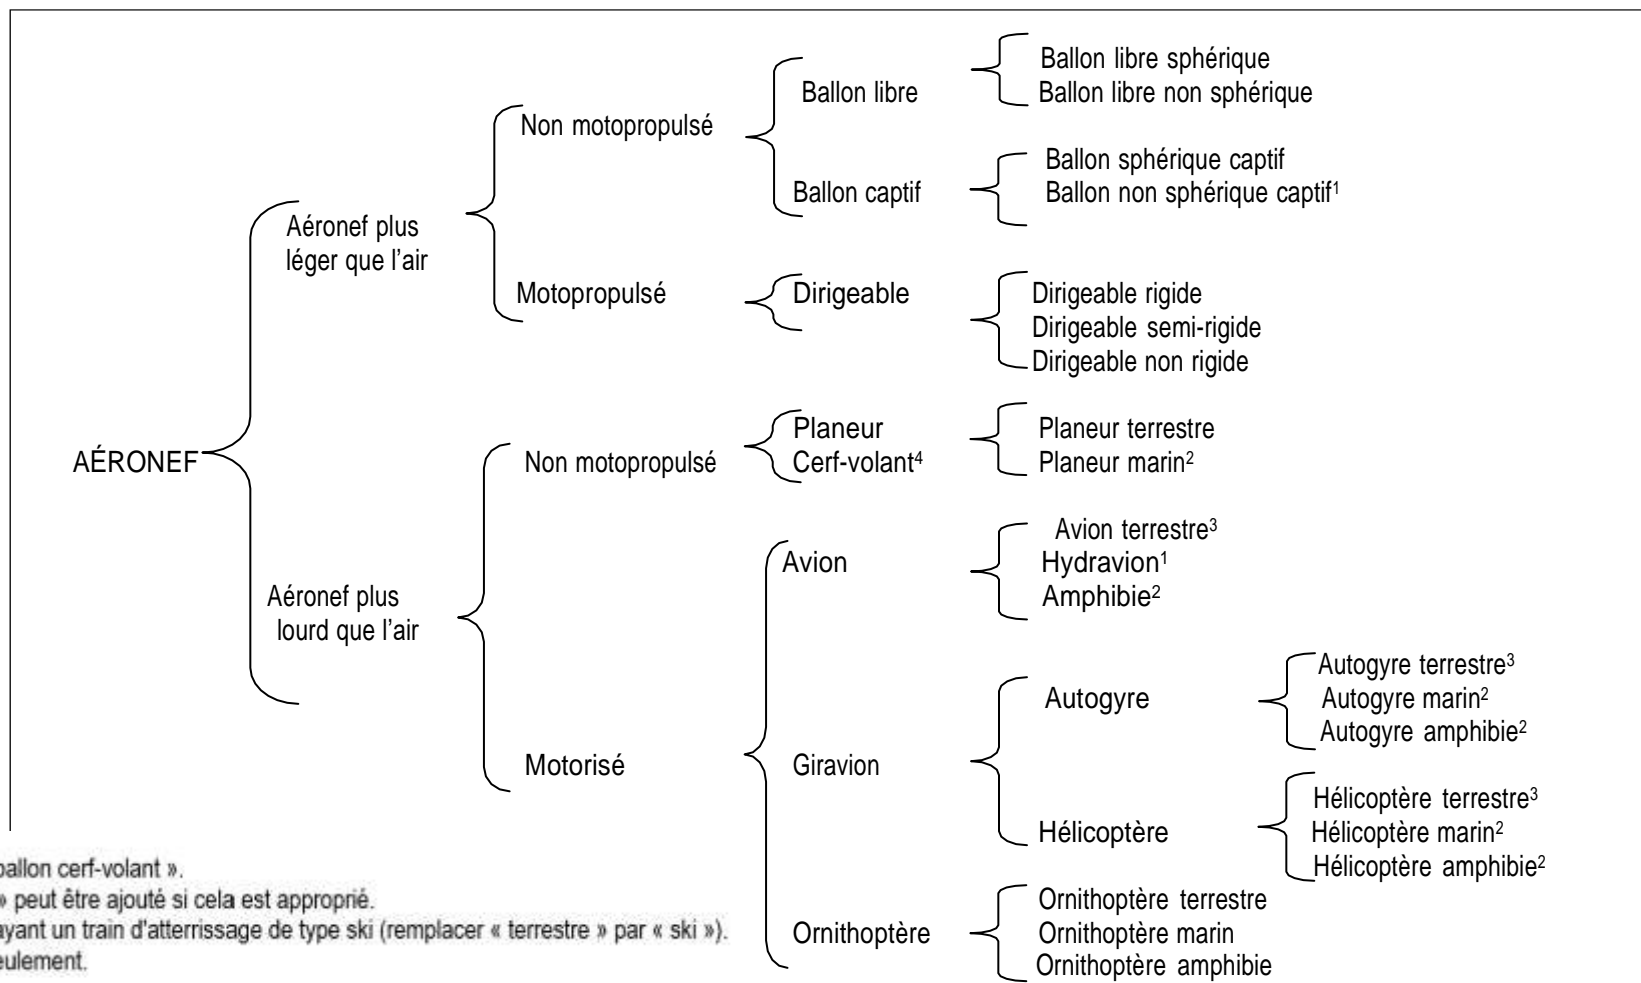 Ballon libre sphérique
Ballon libre
Ballon libre non sphérique
Non motopropulsé
Ballon sphérique captif
Ballon captif
Ballon non sphérique captif¹
Aéronef plus
léger que l'air
Motopropulsé
Dirigeable
Dirigeable rigide
Dirigeable semi-rigide
Dirigeable non rigide
AÉRONEF
Non motopropulsé
Planeur
Cerf-volant⁴
Planeur terrestre
Planeur marin²
Avion terrestre³
Avion
Hydravion¹
Amphibie²
Aéronef plus
lourd que l'air
Autogyre terrestre³
Autogyre
Autogyre marin²
Autogyre amphibie²
Motorisé
Giravion
Hélicoptère terrestre³
Hélicoptère
Hélicoptère marin²
Hélicoptère amphibie²
Ornithoptère terrestre
Ornithoptère
Ornithoptère marin
Ornithoptère amphibie
ballon cerf-volant ».
» peut être ajouté si cela est approprié.
ayant un train d'atterrissage de type ski (remplacer « terrestre » par « ski »).
eulement.